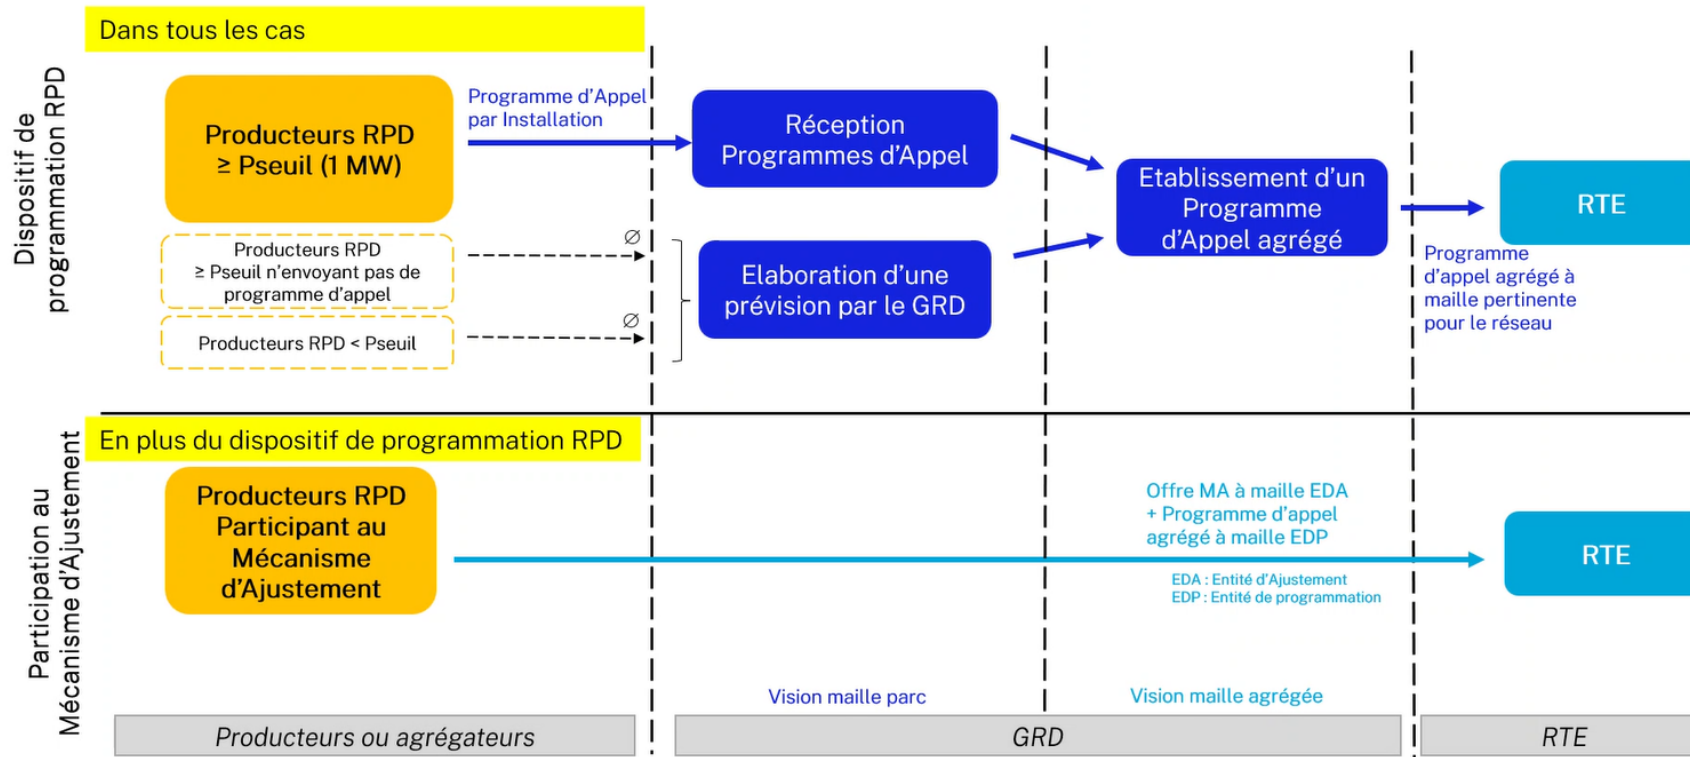 Dans tous les cas
Dispositif de
programmation RPD
Producteurs RPD
≥ Pseuil (1 MW)
Programme d'Appel
par Installation
Réception
Programmes d'Appel
Etablissement d'un
Programme
d'Appel agrégé
RTE
Producteurs RPD
≥ Pseuil n'envoyant pas de
programme d'appel
∅
Elaboration d'une
prévision par le GRD
Programme
d'appel agrégé à
maille pertinente
pour le réseau
Producteurs RPD < Pseuil
∅
En plus du dispositif de programmation RPD
Participation au
Mécanisme d'Ajustement
Producteurs RPD
Participant au
Mécanisme
d'Ajustement
Offre MA à maille EDA
+ Programme d'appel
agrégé à maille EDP
EDA : Entité d'Ajustement
EDP : Entité de programmation
RTE
Vision maille parc
Vision maille agrégée
Producteurs ou agrégateurs
GRD
RTE